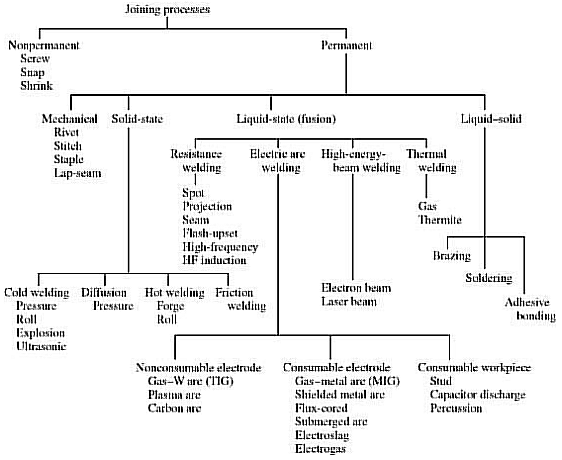 Joining processes
Nonpermanent
Screw
Snap
Shrink
Permanent
Mechanical
Rivet
Stitch
Staple
Lap-seam
Solid-state
Liquid-state (fusion)
Liquid–solid
Resistance
welding
Spot
Projection
Seam
Flash-upset
High-frequency
HF induction
Electric arc
welding
High-energy-
beam welding
Electron beam
Laser beam
Thermal
welding
Gas
Thermite
Brazing
Soldering
Adhesive
bonding
Cold welding
Pressure
Roll
Explosion
Ultrasonic
Diffusion
Pressure
Hot welding
Forge
Roll
Friction
welding
Nonconsumable electrode
Gas–W arc (TIG)
Plasma arc
Carbon arc
Consumable electrode
Gas–metal arc (MIG)
Shielded metal arc
Flux-cored
Submerged arc
Electroslag
Electrogas
Consumable workpiece
Stud
Capacitor discharge
Percussion